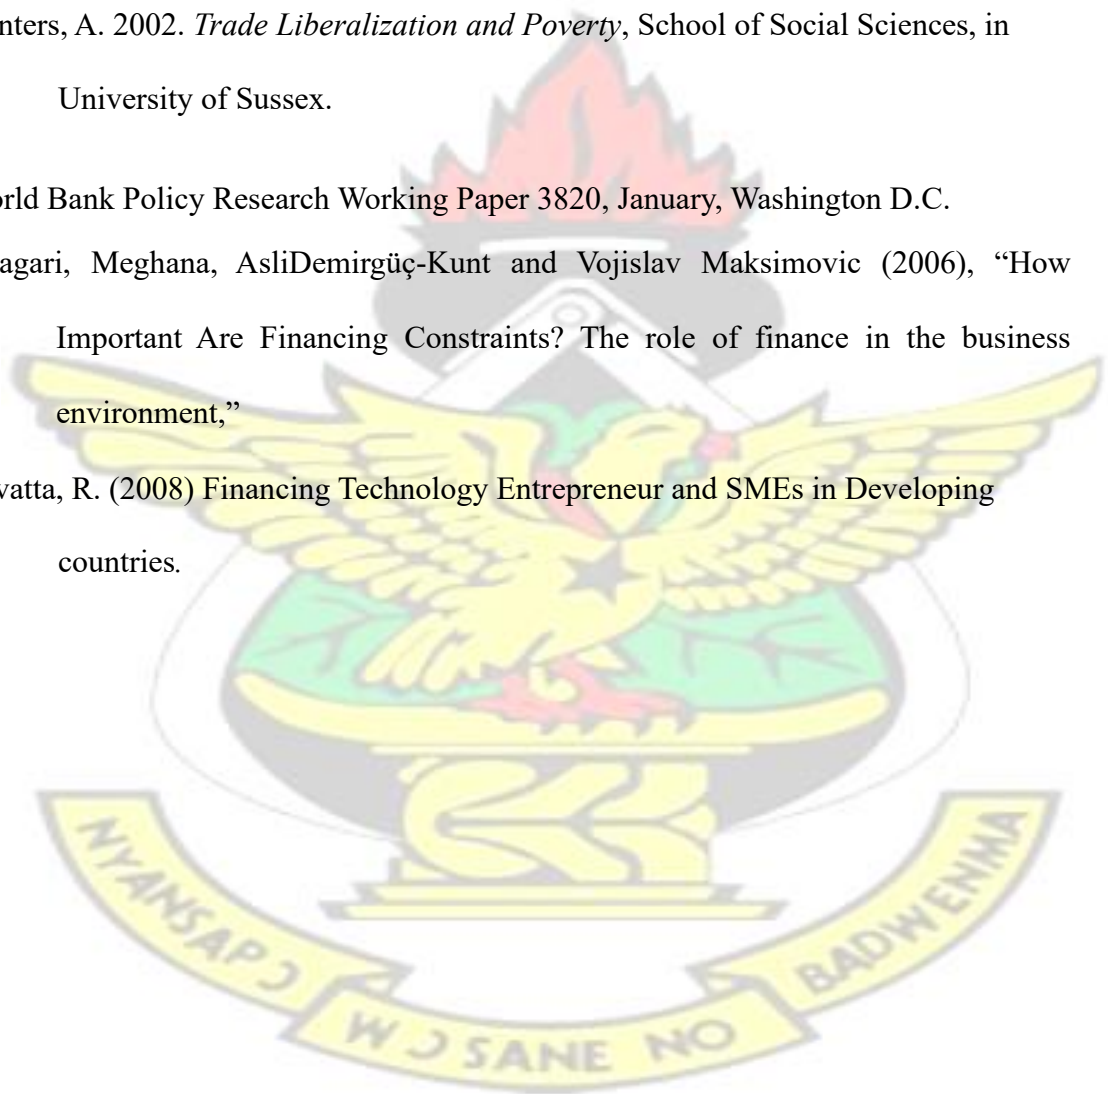 nters, A. 2002. Trade Liberalization and Poverty, School of Social Sciences, in
University of Sussex.
orld Bank Policy Research Working Paper 3820, January, Washington D.C.
agari, Meghana, AsliDemirgüç-Kunt and Vojislav Maksimovic (2006), “How
Important Are Financing Constraints? The role of finance in the business
environment,”
vatta, R. (2008) Financing Technology Entrepreneur and SMEs in Developing
countries.
NYANSAPƆ
WƆ SANE NO
BADWENMA